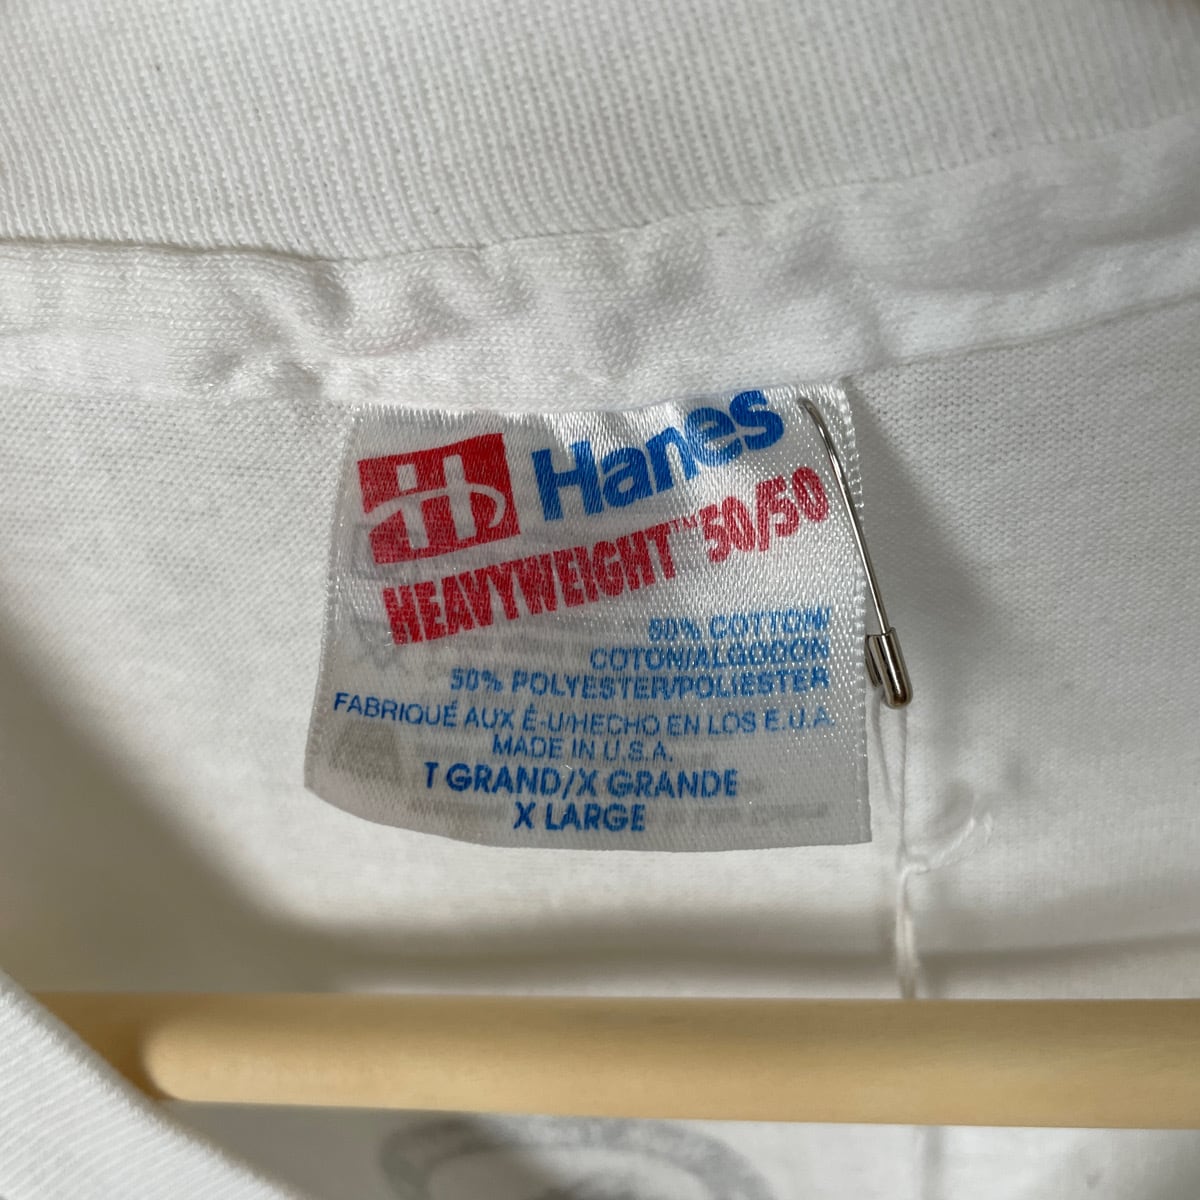 H Hanes
HEAVYWEIGHT™ 50/50
50% COTTON/
COTON/ALGODON
50% POLYESTER/POLIESTER
FABRIQUÉ AUX É-U/HECHO EN LOS E.U.A.
MADE IN U.S.A.
T GRAND/X GRANDE
X LARGE